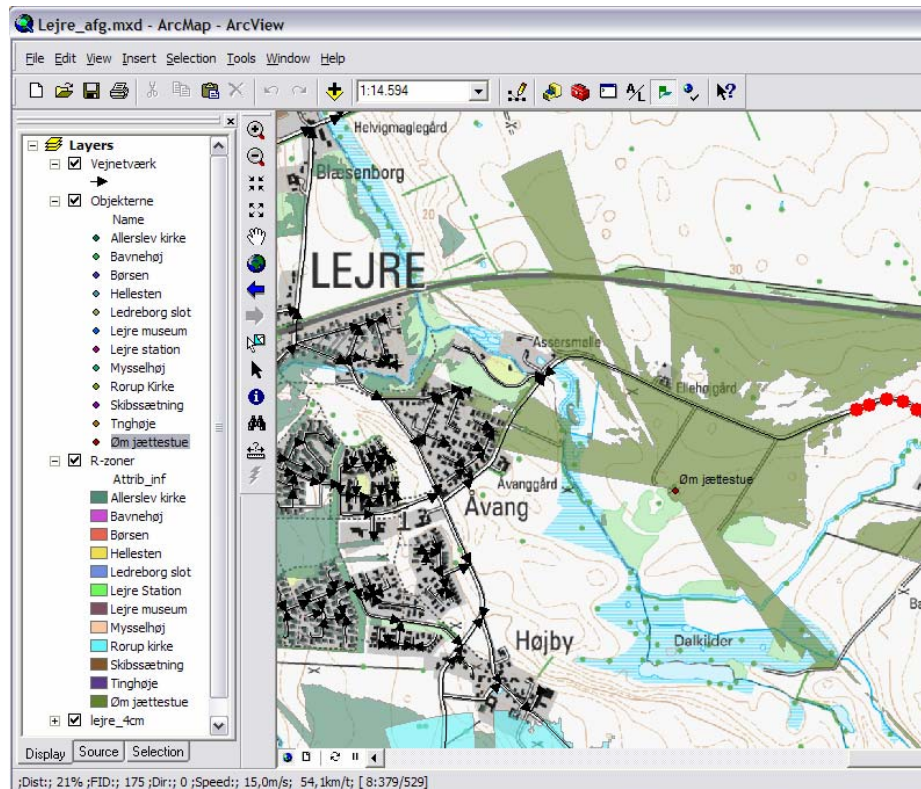 Lejre_afg.mxd - ArcMap - ArcView
File Edit View Insert Selection Tools Window Help
1:14.594
Layers
Vejnetværk
Objekterne
Name
Allerslev kirke
Bavnehøj
Børsen
Hellesten
Ledreborg slot
Lejre museum
Lejre station
Mysselhøj
Rorup Kirke
Skibssætning
Tnghøje
Øm jættestue
R-zoner
Attrib_inf
Allerslev kirke
Bavnehøj
Børsen
Hellesten
Ledreborg slot
Lejre Station
Lejre museum
Mysselhøj
Rorup kirke
Skibssætning
Tinghøje
Øm jættestue
lejre_4cm
Display Source Selection
Helvigmaglegård
Blæsenborg
20
LEJRE
30
Assersmølle
Ellehøjgård
Øm jættestue
Avanggård
Åvang
Højby
Dalkilder
;Dist:; 21% ;FID:; 175 ;Dir:; 0 ;Speed:; 15,0m/s; 54,1km/t; [ 8:379/529]